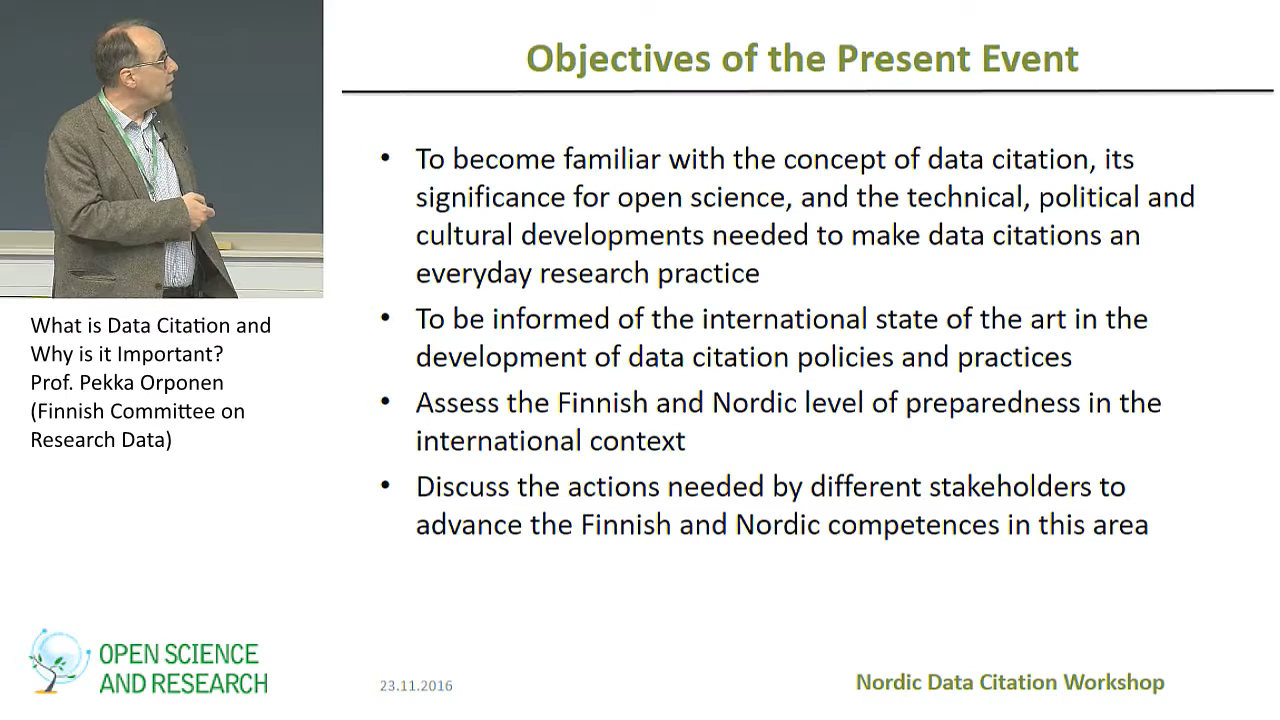 Objectives of the Present Event
• To become familiar with the concept of data citation, its
significance for open science, and the technical, political and
cultural developments needed to make data citations an
everyday research practice
• To be informed of the international state of the art in the
development of data citation policies and practices
• Assess the Finnish and Nordic level of preparedness in the
international context
• Discuss the actions needed by different stakeholders to
advance the Finnish and Nordic competences in this area
What is Data Citation and
Why is it Important?
Prof. Pekka Orponen
(Finnish Committee on
Research Data)
OPEN SCIENCE
AND RESEARCH
23.11.2016
Nordic Data Citation Workshop